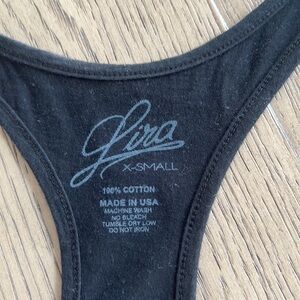 Lira
X-SMALL
100% COTTON
MADE IN USA
MACHINE WASH
NO BLEACH
TUMBLE DRY LOW
DO NOT IRON